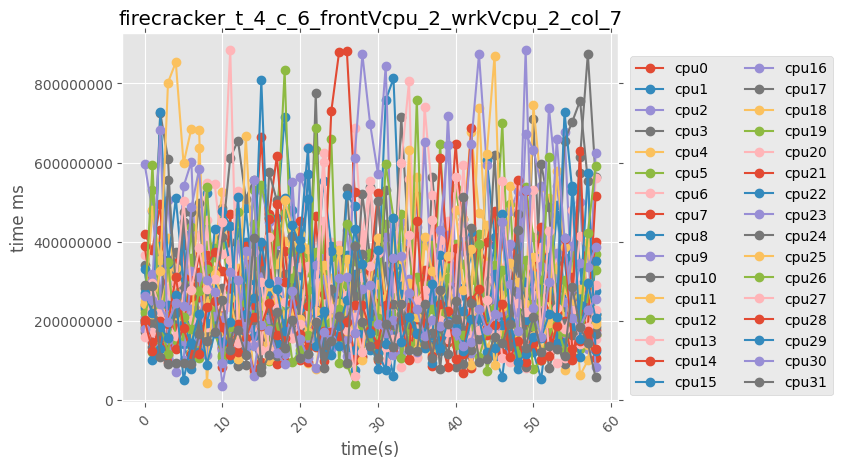 firecracker_t_4_c_6_frontVcpu_2_wrkVcpu_2_col_7
time ms
800000000
600000000
400000000
200000000
0
0
10
20
30
40
50
60
time(s)
cpu0
cpu1
cpu2
cpu3
cpu4
cpu5
cpu6
cpu7
cpu8
cpu9
cpu10
cpu11
cpu12
cpu13
cpu14
cpu15
cpu16
cpu17
cpu18
cpu19
cpu20
cpu21
cpu22
cpu23
cpu24
cpu25
cpu26
cpu27
cpu28
cpu29
cpu30
cpu31